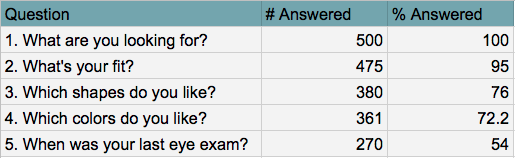 Question # Answered % Answered
1. What are you looking for? 500 100
2. What's your fit? 475 95
3. Which shapes do you like? 380 76
4. Which colors do you like? 361 72.2
5. When was your last eye exam? 270 54